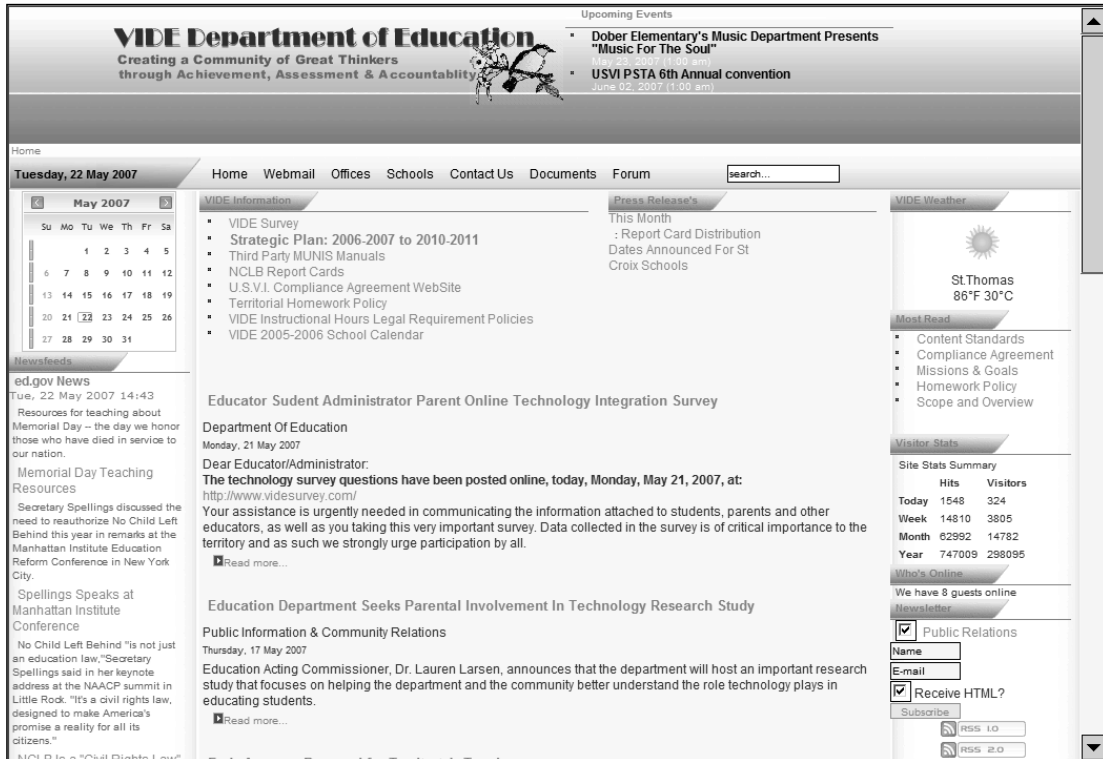 Upcoming Events
VIDE Department of Education
Creating a Community of Great Thinkers
through Achievement, Assessment & Accountablity
Dober Elementary's Music Department Presents
"Music For The Soul"
May 23, 2007 (1:00 am)
USVI PSTA 6th Annual convention
June 02, 2007 (1:00 am)
Home
Tuesday, 22 May 2007
Home Webmail Offices Schools Contact Us Documents Forum
search...
May 2007
Su Mo Tu We Th Fr Sa
1 2 3 4 5
6 7 8 9 10 11 12
13 14 15 16 17 18 19
20 21 22 23 24 25 26
27 28 29 30 31
Newsfeeds
ed.gov News
Tue, 22 May 2007 14:43
Resources for teaching about
Memorial Day -- the day we honor
those who have died in service to
our nation.
Memorial Day Teaching
Resources
Secretary Spellings discussed the
need to reauthorize No Child Left
Behind this year in remarks at the
Manhattan Institute Education
Reform Conference in New York
City.
Spellings Speaks at
Manhattan Institute
Conference
No Child Left Behind "is not just
an education law,"Secretary
Spellings said in her keynote
address at the NAACP summit in
Little Rock. "It's a civil rights law,
designed to make America's
promise a reality for all its
citizens."
NCLB Is a "Civil Rights Law"
VIDE Information
VIDE Survey
Strategic Plan: 2006-2007 to 2010-2011
Third Party MUNIS Manuals
NCLB Report Cards
U.S.V.I. Compliance Agreement WebSite
Territorial Homework Policy
VIDE Instructional Hours Legal Requirement Policies
VIDE 2005-2006 School Calendar
Press Release's
This Month
: Report Card Distribution
Dates Announced For St
Croix Schools
Educator Sudent Administrator Parent Online Technology Integration Survey
Department Of Education
Monday, 21 May 2007
Dear Educator/Administrator:
The technology survey questions have been posted online, today, Monday, May 21, 2007, at:
http://www.videsurvey.com/
Your assistance is urgently needed in communicating the information attached to students, parents and other
educators, as well as you taking this very important survey. Data collected in the survey is of critical importance to the
territory and as such we strongly urge participation by all.
Read more...
Education Department Seeks Parental Involvement In Technology Research Study
Public Information & Community Relations
Thursday, 17 May 2007
Education Acting Commissioner, Dr. Lauren Larsen, announces that the department will host an important research
study that focuses on helping the department and the community better understand the role technology plays in
educating students.
Read more...
VIDE Weather
St.Thomas
86°F 30°C
Most Read
Content Standards
Compliance Agreement
Missions & Goals
Homework Policy
Scope and Overview
Visitor Stats
Site Stats Summary
Hits Visitors
Today 1548 324
Week 14810 3805
Month 62992 14782
Year 747009 298095
Who's Online
We have 8 guests online
Newsletter
Public Relations
Name
E-mail
Receive HTML?
Subscribe
RSS 1.0
RSS 2.0